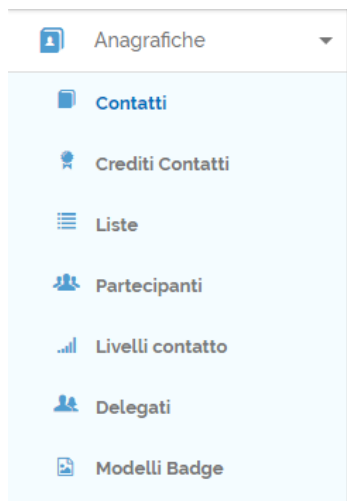 Anagrafiche
Contatti
Crediti Contatti
Liste
Partecipanti
Livelli contatto
Delegati
Modelli Badge